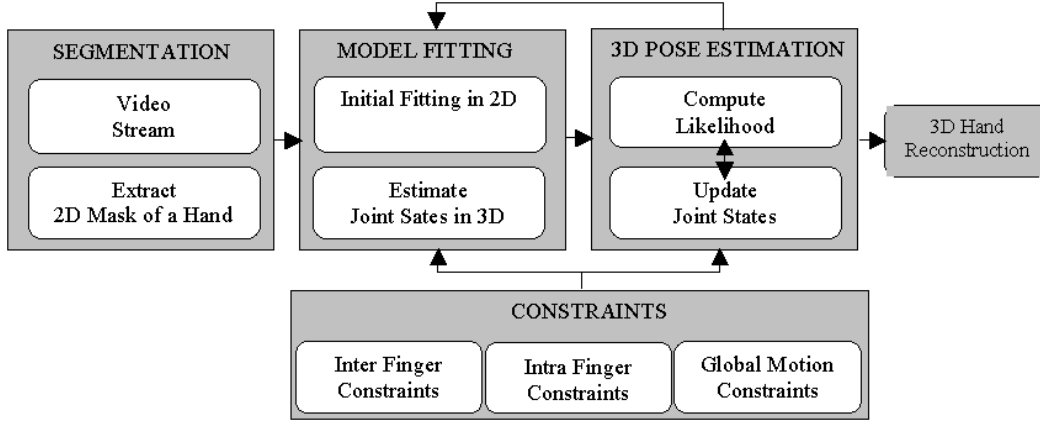 SEGMENTATION
Video
Stream
Extract
2D Mask of a Hand
MODEL FITTING
Initial Fitting in 2D
Estimate
Joint Sates in 3D
3D POSE ESTIMATION
Compute
Likelihood
Update
Joint States
3D Hand
Reconstruction
CONSTRAINTS
Inter Finger
Constraints
Intra Finger
Constraints
Global Motion
Constraints